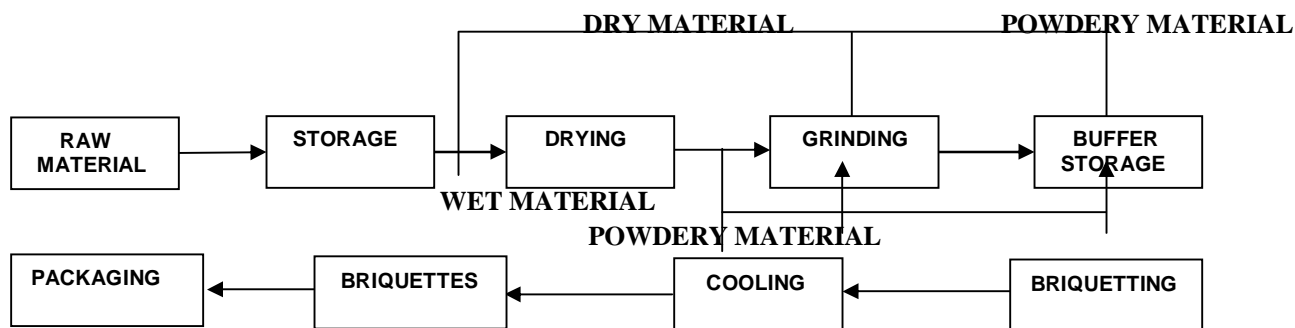 DRY MATERIAL
POWDERY MATERIAL
RAW
MATERIAL
STORAGE
DRYING
GRINDING
BUFFER
STORAGE
WET MATERIAL
POWDERY MATERIAL
PACKAGING
BRIQUETTES
COOLING
BRIQUETTING